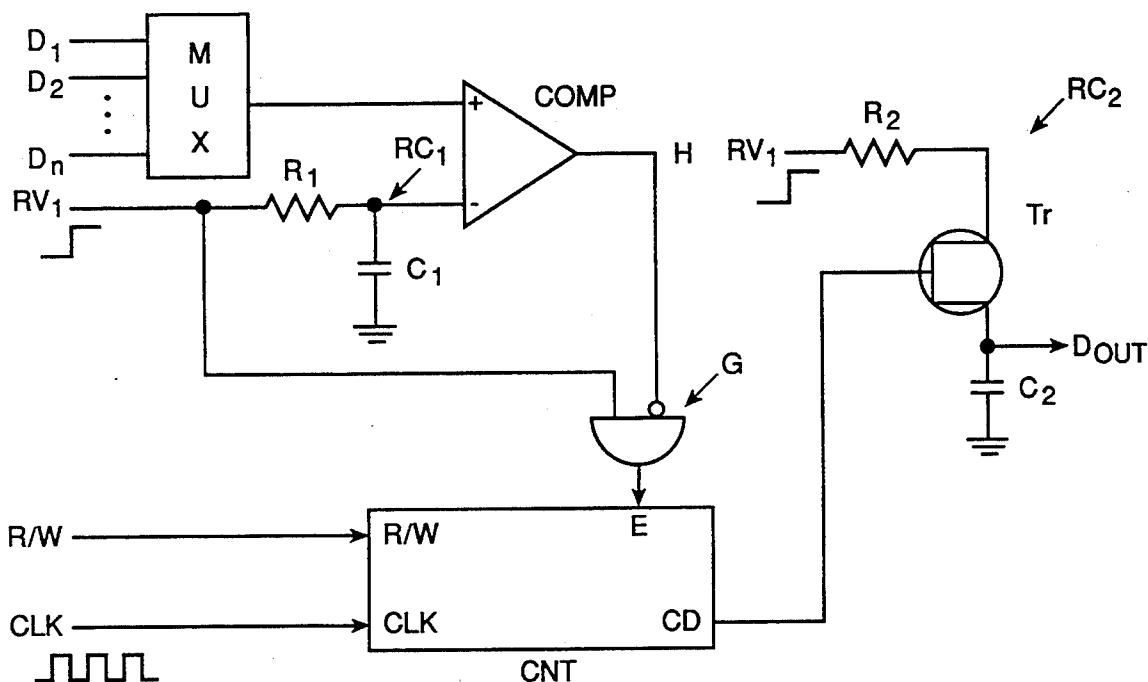 D1
D2
Dn
M
U
X
COMP
+
-
RV1
R1
RC1
C1
H
RV1
R2
RC2
Tr
DOUT
C2
G
R/W
R/W
E
CLK
CLK
CD
CNT